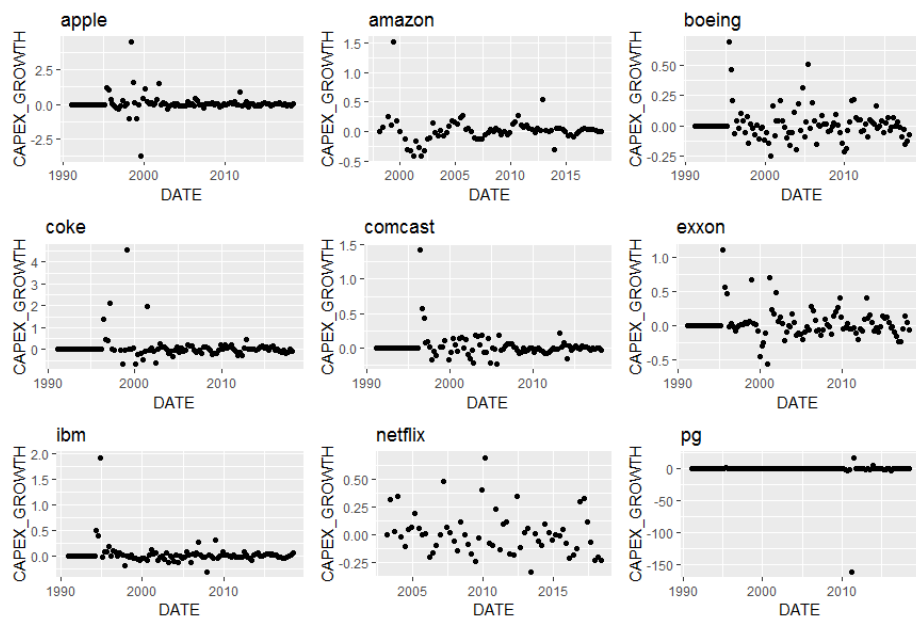 apple
CAPEX_GROWTH
2.5
0.0
-2.5
1990
2000
2010
DATE
amazon
CAPEX_GROWTH
1.5
1.0
0.5
0.0
-0.5
2000
2005
2010
2015
DATE
boeing
CAPEX_GROWTH
0.50
0.25
0.00
-0.25
1990
2000
2010
DATE
coke
CAPEX_GROWTH
4
3
2
1
0
1990
2000
2010
DATE
comcast
CAPEX_GROWTH
1.5
1.0
0.5
0.0
1990
2000
2010
DATE
exxon
CAPEX_GROWTH
1.0
0.5
0.0
-0.5
1990
2000
2010
DATE
ibm
CAPEX_GROWTH
2.0
1.5
1.0
0.5
0.0
1990
2000
2010
DATE
netflix
CAPEX_GROWTH
0.50
0.25
0.00
-0.25
2005
2010
2015
DATE
pg
CAPEX_GROWTH
0
-50
-100
-150
1990
2000
2010
DATE